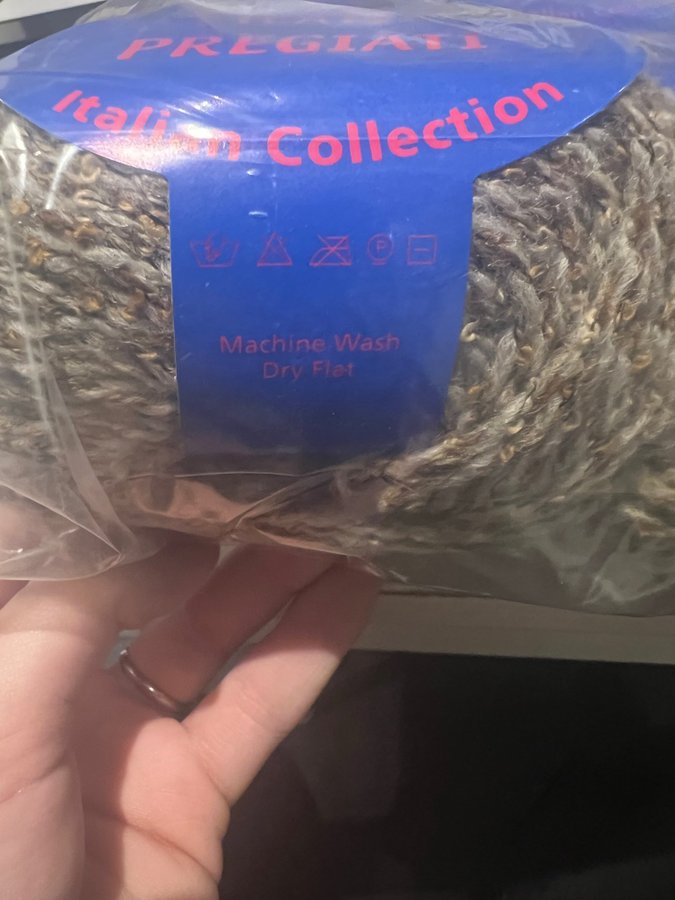 PREGIATI
Italian Collection
P
Machine Wash
Dry Flat